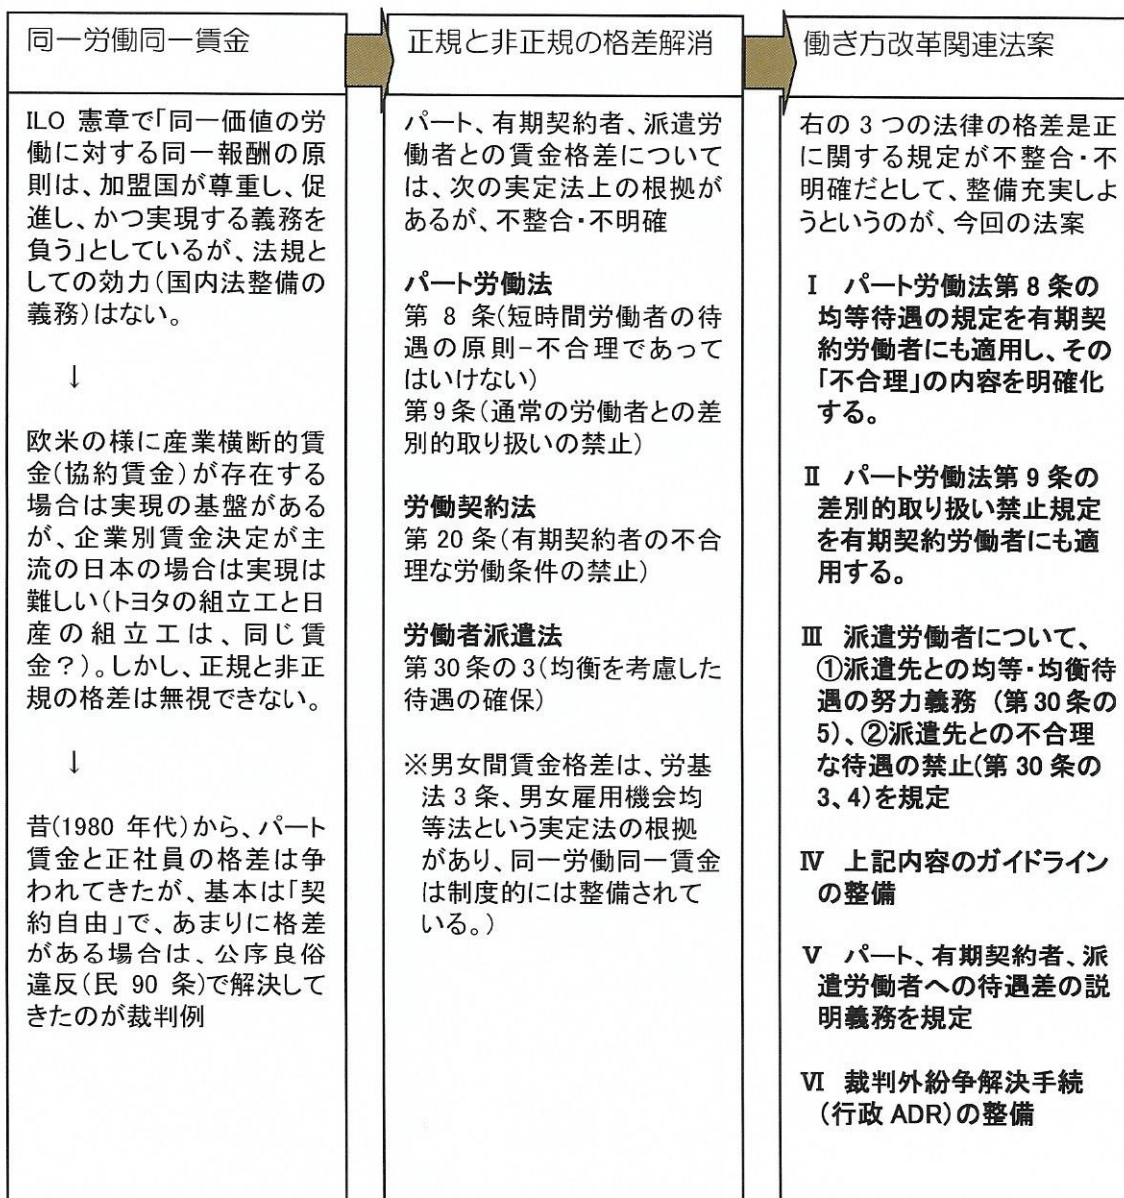 同一労働同一賃金
ILO 憲章で「同一価値の労
働に対する同一報酬の原
則は、加盟国が尊重し、促
進し、かつ実現する義務を
負う」としているが、法規と
しての効力(国内法整備の
義務)はない。
↓
欧米の様に産業横断的賃
金(協約賃金)が存在する
場合は実現の基盤がある
が、企業別賃金決定が主
流の日本の場合は実現は
難しい(トヨタの組立工と日
産の組立工は、同じ賃
金？)。しかし、正規と非正
規の格差は無視できない。
↓
昔(1980 年代)から、パート
賃金と正社員の格差は争
われてきたが、基本は「契
約自由」で、あまりに格差
がある場合は、公序良俗
違反(民 90 条)で解決して
きたのが裁判例
正規と非正規の格差解消
パート、有期契約者、派遣労
働者との賃金格差について
は、次の実定法上の根拠が
あるが、不整合・不明確
パート労働法
第 8 条(短時間労働者の待
遇の原則−不合理であって
はいけない)
第9条(通常の労働者との差
別的取り扱いの禁止)
労働契約法
第 20 条(有期契約者の不合
理な労働条件の禁止)
労働者派遣法
第30条の3(均衡を考慮した
待遇の確保)
※男女間賃金格差は、労基
法3条、男女雇用機会均
等法という実定法の根拠
があり、同一労働同一賃金
は制度的には整備されて
いる。)
働き方改革関連法案
右の 3 つの法律の格差是正
に関する規定が不整合・不
明確だとして、整備充実しよ
うというのが、今回の法案
Ⅰ パート労働法第 8 条の
均等待遇の規定を有期契
約労働者にも適用し、その
「不合理」の内容を明確化
する。
Ⅱ パート労働法第 9 条の
差別的取り扱い禁止規定
を有期契約労働者にも適
用する。
Ⅲ 派遣労働者について、
①派遣先との均等・均衡待
遇の努力義務 (第30条の
5)、②派遣先との不合理
な待遇の禁止(第 30 条の
3、4)を規定
Ⅳ 上記内容のガイドライン
の整備
Ⅴ パート、有期契約者、派
遣労働者への待遇差の説
明義務を規定
Ⅵ 裁判外紛争解決手続
(行政 ADR)の整備